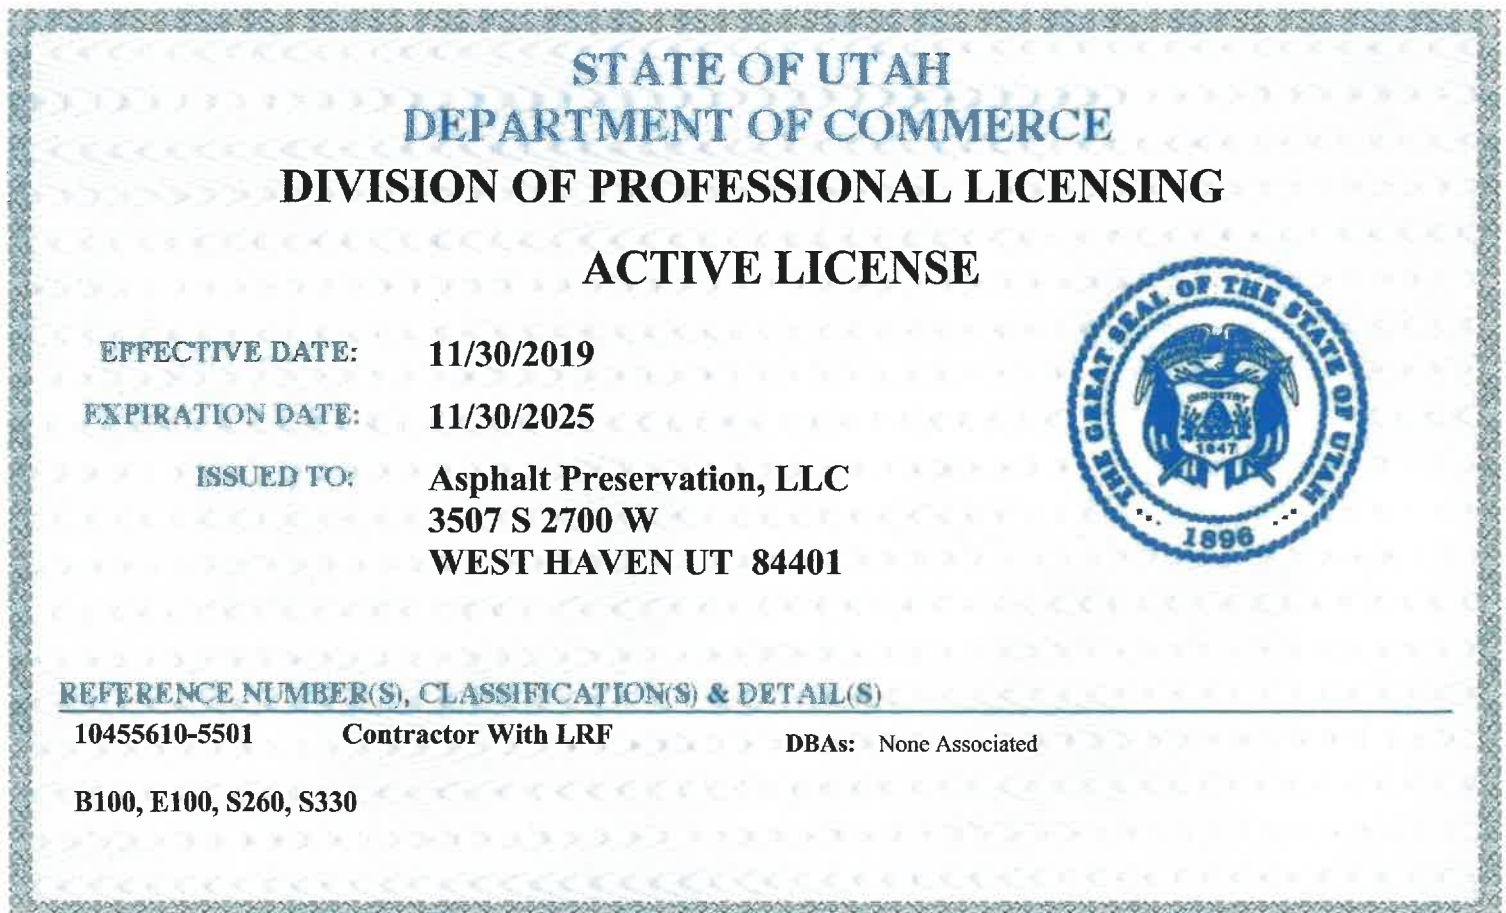 STATE OF UTAH
DEPARTMENT OF COMMERCE
DIVISION OF PROFESSIONAL LICENSING
ACTIVE LICENSE
EFFECTIVE DATE: 11/30/2019
EXPIRATION DATE: 11/30/2025
ISSUED TO: Asphalt Preservation, LLC
3507 S 2700 W
WEST HAVEN UT 84401
THE GREAT SEAL OF THE STATE OF UTAH
INDUSTRY
1847
1896
REFERENCE NUMBER(S), CLASSIFICATION(S) & DETAIL(S)
10455610-5501 Contractor With LRF DBAs: None Associated
B100, E100, S260, S330